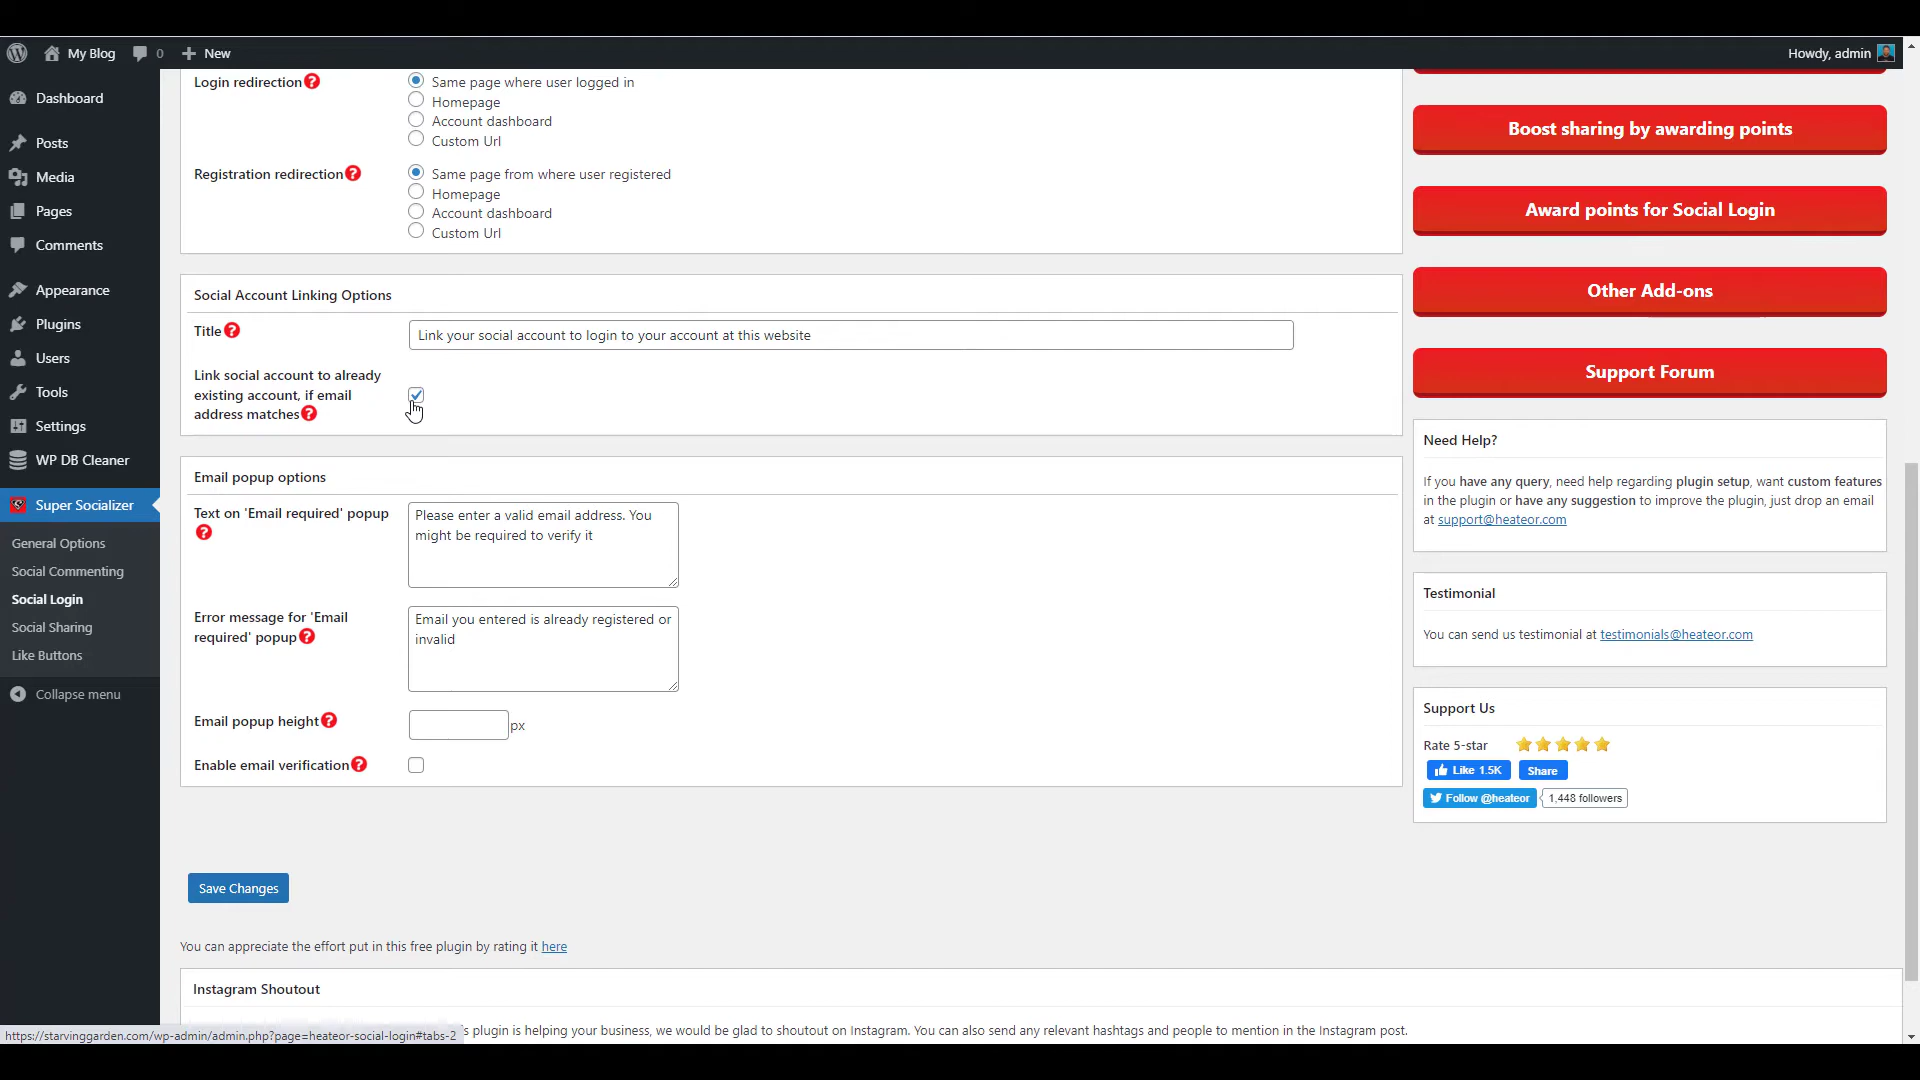 My Blog
0
New
Howdy, admin
Dashboard
Posts
Media
Pages
Comments
Appearance
Plugins
Users
Tools
Settings
WP DB Cleaner
Super Socializer
General Options
Social Commenting
Social Login
Social Sharing
Like Buttons
Collapse menu
Login redirection?
Same page where user logged in
Homepage
Account dashboard
Custom Url
Registration redirection?
Same page from where user registered
Homepage
Account dashboard
Custom Url
Social Account Linking Options
Title?
Link your social account to login to your account at this website
Link social account to already
existing account, if email
address matches?
Email popup options
Text on 'Email required' popup
?
Please enter a valid email address. You
might be required to verify it
Error message for 'Email
required' popup?
Email you entered is already registered or
invalid
Email popup height?
px
Enable email verification?
Save Changes
You can appreciate the effort put in this free plugin by rating it here
Instagram Shoutout
s plugin is helping your business, we would be glad to shoutout on Instagram. You can also send any relevant hashtags and people to mention in the Instagram post.
https://starvinggarden.com/wp-admin/admin.php?page=heateor-social-login#tabs-2
Boost sharing by awarding points
Award points for Social Login
Other Add-ons
Support Forum
Need Help?
If you have any query, need help regarding plugin setup, want custom features
in the plugin or have any suggestion to improve the plugin, just drop an email
at support@heateor.com
Testimonial
You can send us testimonial at testimonials@heateor.com
Support Us
Rate 5-star
Like 1.5K
Share
Follow @heateor
1,448 followers